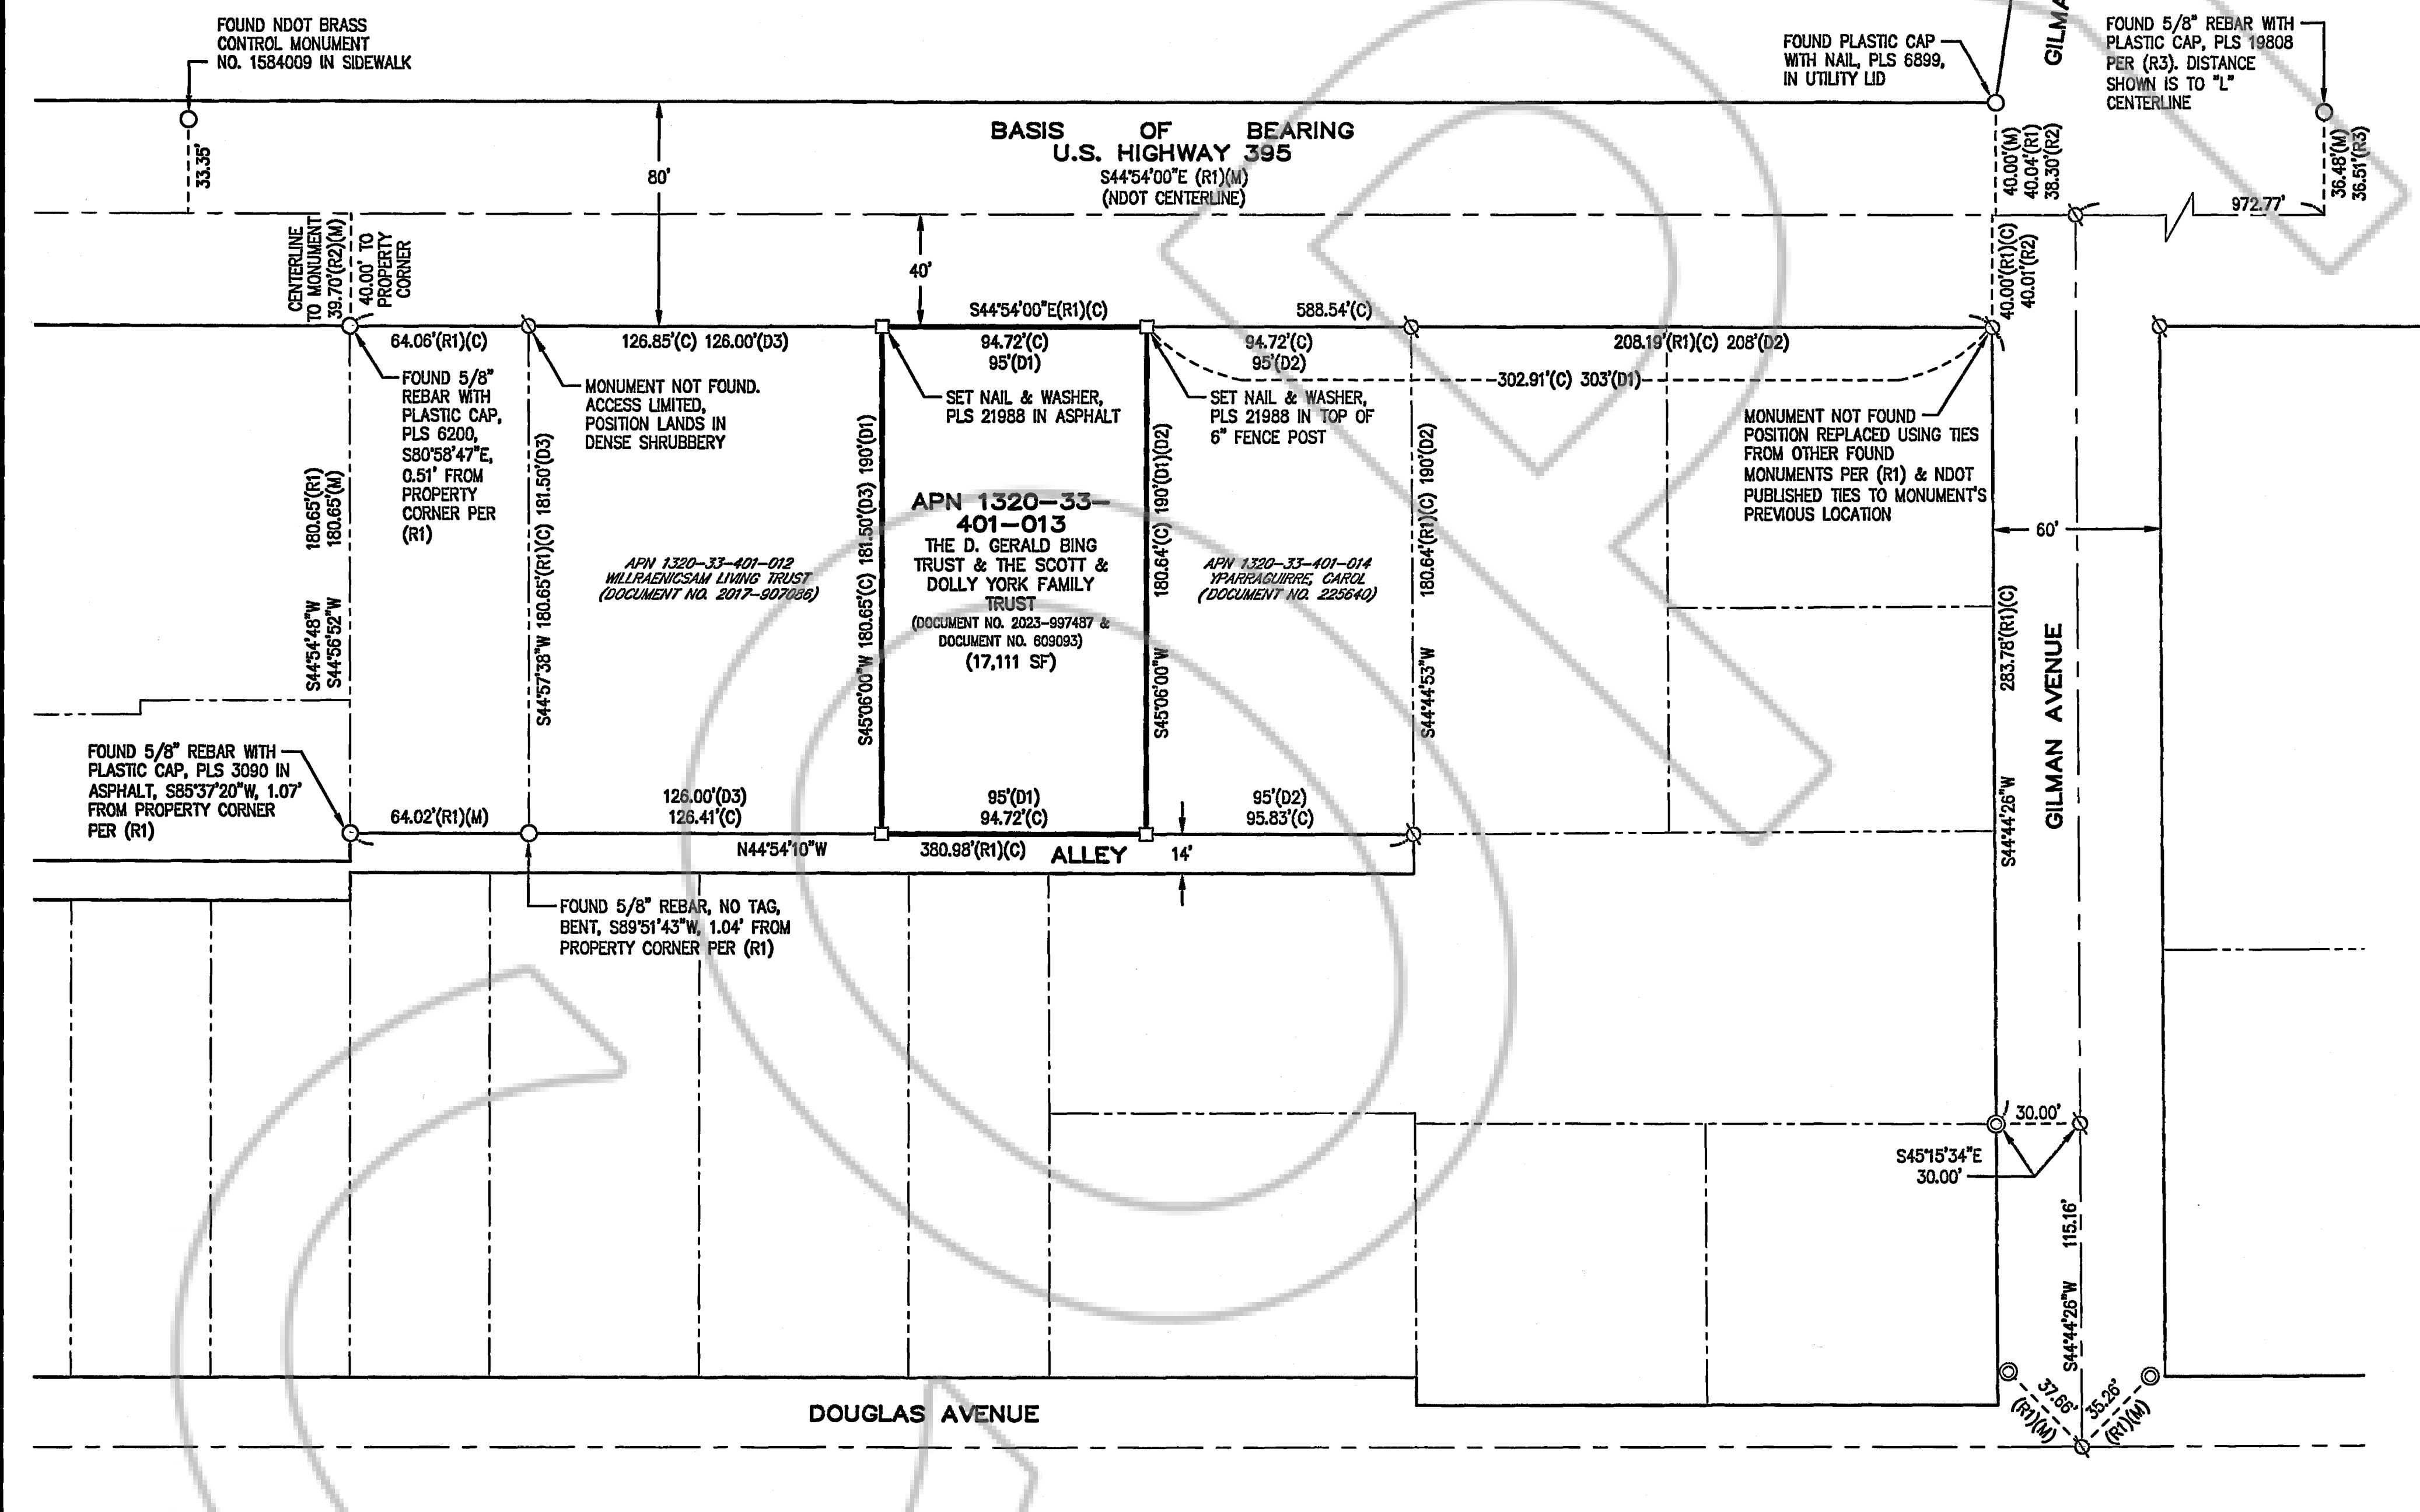 FOUND NDOT BRASS
CONTROL MONUMENT
NO. 1584009 IN SIDEWALK
33.35'
80'
BASIS OF BEARING
U.S. HIGHWAY 395
S44°54'00"E (R1)(M)
(NDOT CENTERLINE)
FOUND PLASTIC CAP
WITH NAIL, PLS 6899,
IN UTILITY LID
FOUND 5/8" REBAR WITH
PLASTIC CAP, PLS 19808
PER (R3). DISTANCE
SHOWN IS TO "L"
CENTERLINE
40.00'(M)
40.04'(R1)
38.30'(R2)
36.48'(M)
36.51'(R3)
972.77'
CENTERLINE
TO MONUMENT
39.70'(R2)(M)
40.00' TO
PROPERTY
CORNER
40'
40.00'(R1)(C)
40.01'(R2)
S44°54'00"E(R1)(C)
588.54'(C)
64.06'(R1)(C)
126.85'(C) 126.00'(D3)
94.72'(C)
95'(D1)
94.72'(C)
95'(D2)
208.19'(R1)(C) 208'(D2)
302.91'(C) 303'(D1)
FOUND 5/8"
REBAR WITH
PLASTIC CAP,
PLS 6200,
S80°58'47"E,
0.51' FROM
PROPERTY
CORNER PER
(R1)
MONUMENT NOT FOUND.
ACCESS LIMITED,
POSITION LANDS IN
DENSE SHRUBBERY
SET NAIL & WASHER,
PLS 21988 IN ASPHALT
SET NAIL & WASHER,
PLS 21988 IN TOP OF
6" FENCE POST
MONUMENT NOT FOUND
POSITION REPLACED USING TIES
FROM OTHER FOUND
MONUMENTS PER (R1) & NDOT
PUBLISHED TIES TO MONUMENT'S
PREVIOUS LOCATION
60'
S44°54'48"W 180.65'(R1)
S44°56'52"W 180.65'(M)
S44°57'38"W 180.65'(R1)(C) 181.50'(D3)
APN 1320-33-401-012
WILLRAENICSAM LIVING TRUST
(DOCUMENT NO. 2017-907086)
S45°06'00"W 180.65'(C) 181.50'(D3) 190'(D1)
APN 1320-33-
401-013
THE D. GERALD BING
TRUST & THE SCOTT &
DOLLY YORK FAMILY
TRUST
(DOCUMENT NO. 2023-997487 &
DOCUMENT NO. 609093)
(17,111 SF)
S45°06'00"W 180.64'(C) 190'(D1)(D2)
APN 1320-33-401-014
YPARRAGUIRRE, CAROL
(DOCUMENT NO. 225640)
S44°44'53"W 180.64'(R1)(C) 190'(D2)
S44°44'26"W 283.78'(R1)(C)
GILMAN AVENUE
FOUND 5/8" REBAR WITH
PLASTIC CAP, PLS 3090 IN
ASPHALT, S85°37'20"W, 1.07'
FROM PROPERTY CORNER
PER (R1)
64.02'(R1)(M)
126.00'(D3)
126.41'(C)
95'(D1)
94.72'(C)
95'(D2)
95.83'(C)
N44°54'10"W
380.98'(R1)(C)
ALLEY
14'
FOUND 5/8" REBAR, NO TAG,
BENT, S89°51'43"W, 1.04' FROM
PROPERTY CORNER PER (R1)
30.00'
S45°15'34"E
30.00'
S44°44'26"W 115.16'
37.66'
(R1)(M)
35.26'
(R1)(M)
DOUGLAS AVENUE